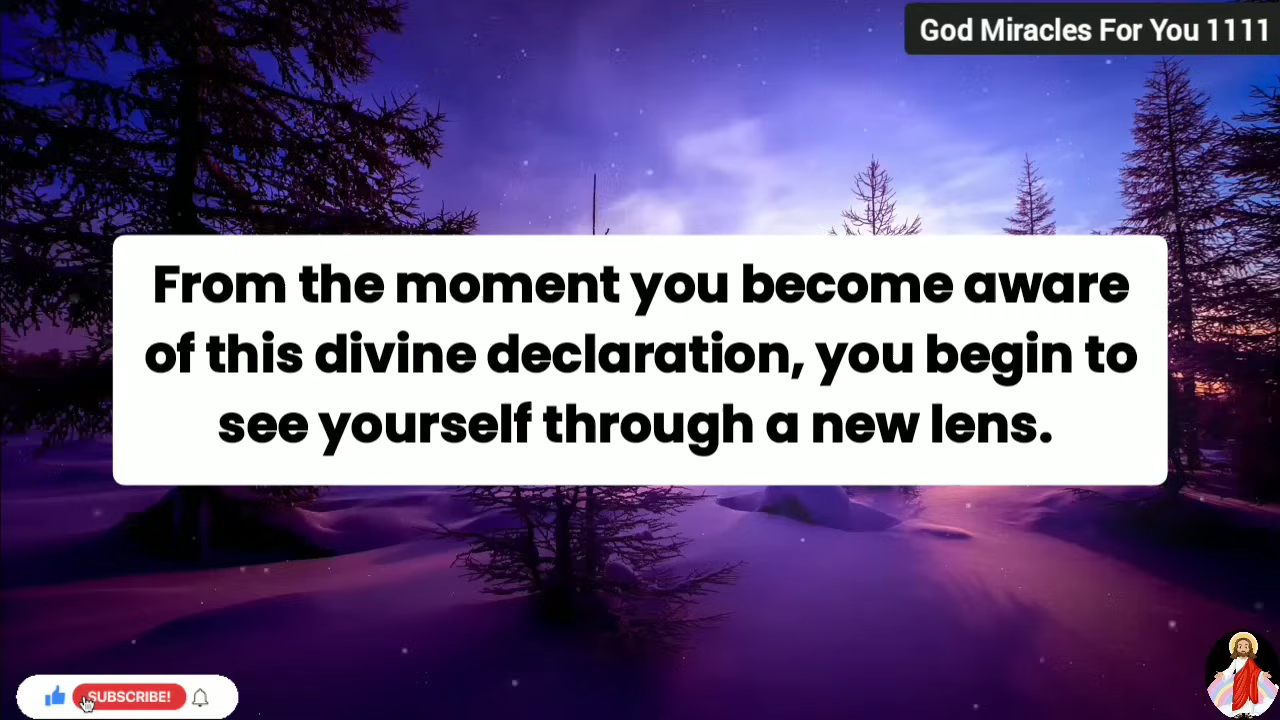 God Miracles For You 1111
From the moment you become aware
of this divine declaration, you begin to
see yourself through a new lens.
SUBSCRIBE!